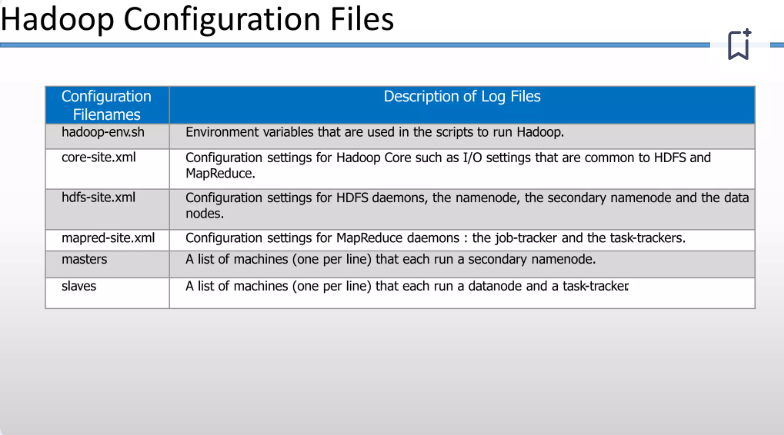 Hadoop Configuration Files
Configuration
Filenames
Description of Log Files
hadoop-env.sh
Environment variables that are used in the scripts to run Hadoop.
core-site.xml
Configuration settings for Hadoop Core such as I/O settings that are common to HDFS and
MapReduce.
hdfs-site.xml
Configuration settings for HDFS daemons, the namenode, the secondary namenode and the data
nodes.
mapred-site.xml
Configuration settings for MapReduce daemons : the job-tracker and the task-trackers.
masters
A list of machines (one per line) that each run a secondary namenode.
slaves
A list of machines (one per line) that each run a datanode and a task-tracker.